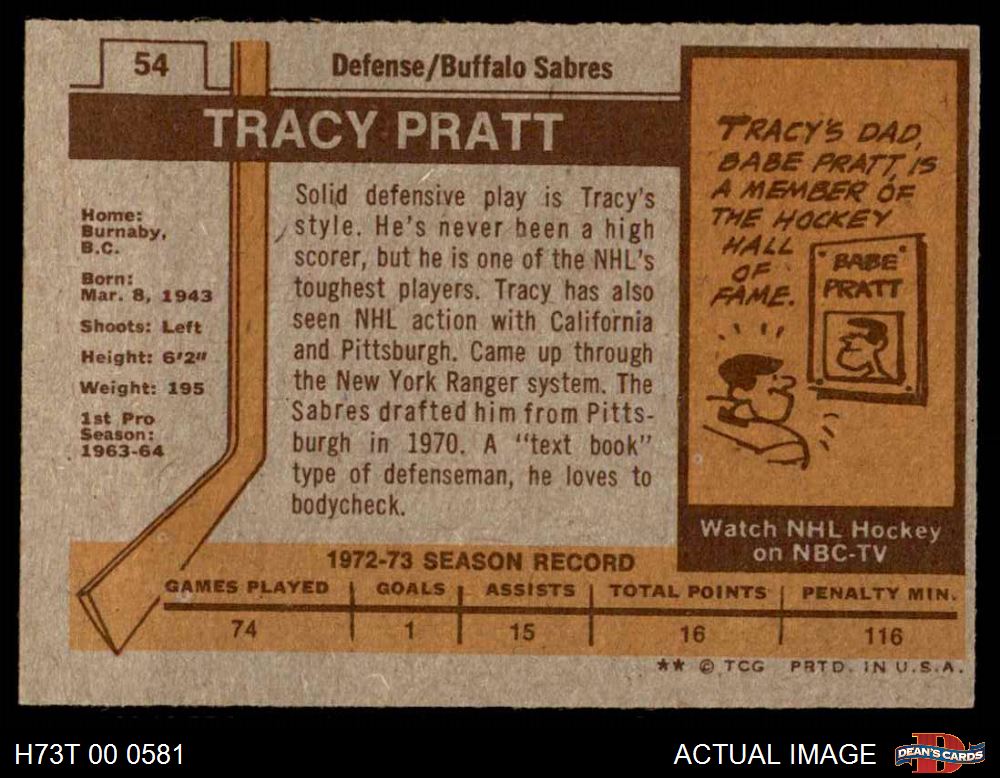 54
Defense/Buffalo Sabres
TRACY PRATT
Home:
Burnaby,
B.C.
Born:
Mar. 8, 1943
Shoots: Left
Height: 6'2"
Weight: 195
1st Pro
Season:
1963-64
Solid defensive play is Tracy's
style. He's never been a high
scorer, but he is one of the NHL's
toughest players. Tracy has also
seen NHL action with California
and Pittsburgh. Came up through
the New York Ranger system. The
Sabres drafted him from Pitts-
burgh in 1970. A "text book"
type of defenseman, he loves to
bodycheck.
TRACY'S DAD,
BABE PRATT, IS
A MEMBER OF
THE HOCKEY
HALL
OF
FAME.
BABE
PRATT
Watch NHL Hockey
on NBC-TV
1972-73 SEASON RECORD
GAMES PLAYED GOALS ASSISTS TOTAL POINTS PENALTY MIN.
74 1 15 16 116
** © TCG PRTD. IN U.S.A.
H73T 00 0581 ACTUAL IMAGE DEAN'S CARDS